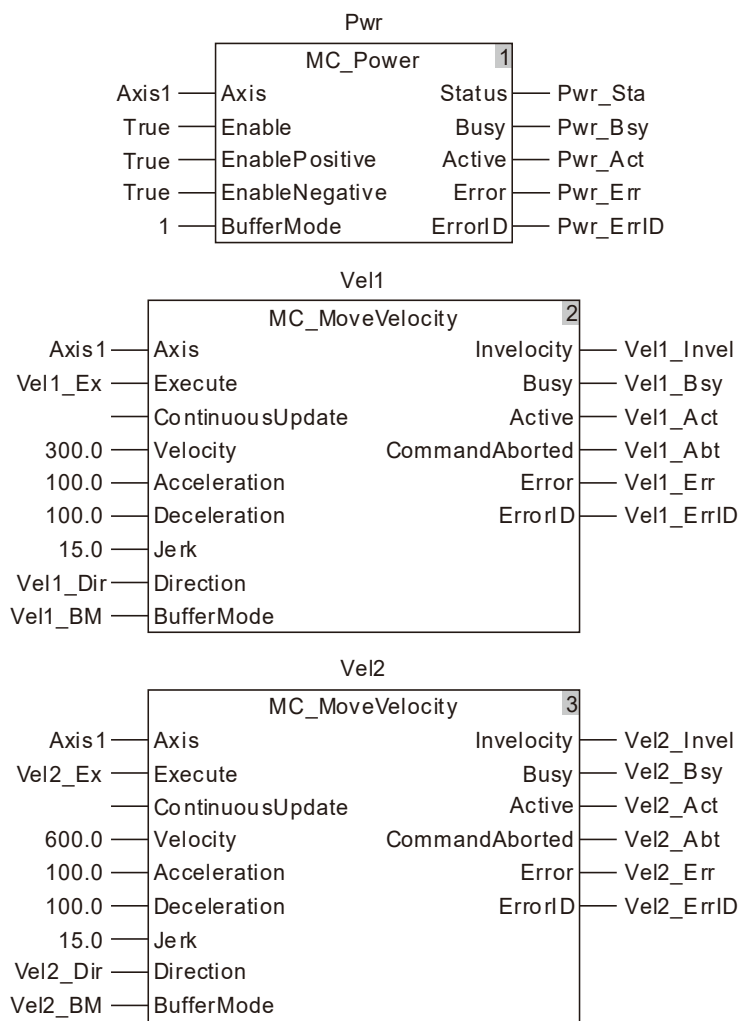 Pwr
MC_Power 1
Axis1 Axis Status Pwr_Sta
True Enable Busy Pwr_Bsy
True EnablePositive Active Pwr_Act
True EnableNegative Error Pwr_Err
1 BufferMode ErrorID Pwr_ErrID
Vel1
MC_MoveVelocity 2
Axis1 Axis Invelocity Vel1_Invel
Vel1_Ex Execute Busy Vel1_Bsy
ContinuousUpdate Active Vel1_Act
300.0 Velocity CommandAborted Vel1_Abt
100.0 Acceleration Error Vel1_Err
100.0 Deceleration ErrorID Vel1_ErrID
15.0 Jerk
Vel1_Dir Direction
Vel1_BM BufferMode
Vel2
MC_MoveVelocity 3
Axis1 Axis Invelocity Vel2_Invel
Vel2_Ex Execute Busy Vel2_Bsy
ContinuousUpdate Active Vel2_Act
600.0 Velocity CommandAborted Vel2_Abt
100.0 Acceleration Error Vel2_Err
100.0 Deceleration ErrorID Vel2_ErrID
15.0 Jerk
Vel2_Dir Direction
Vel2_BM BufferMode